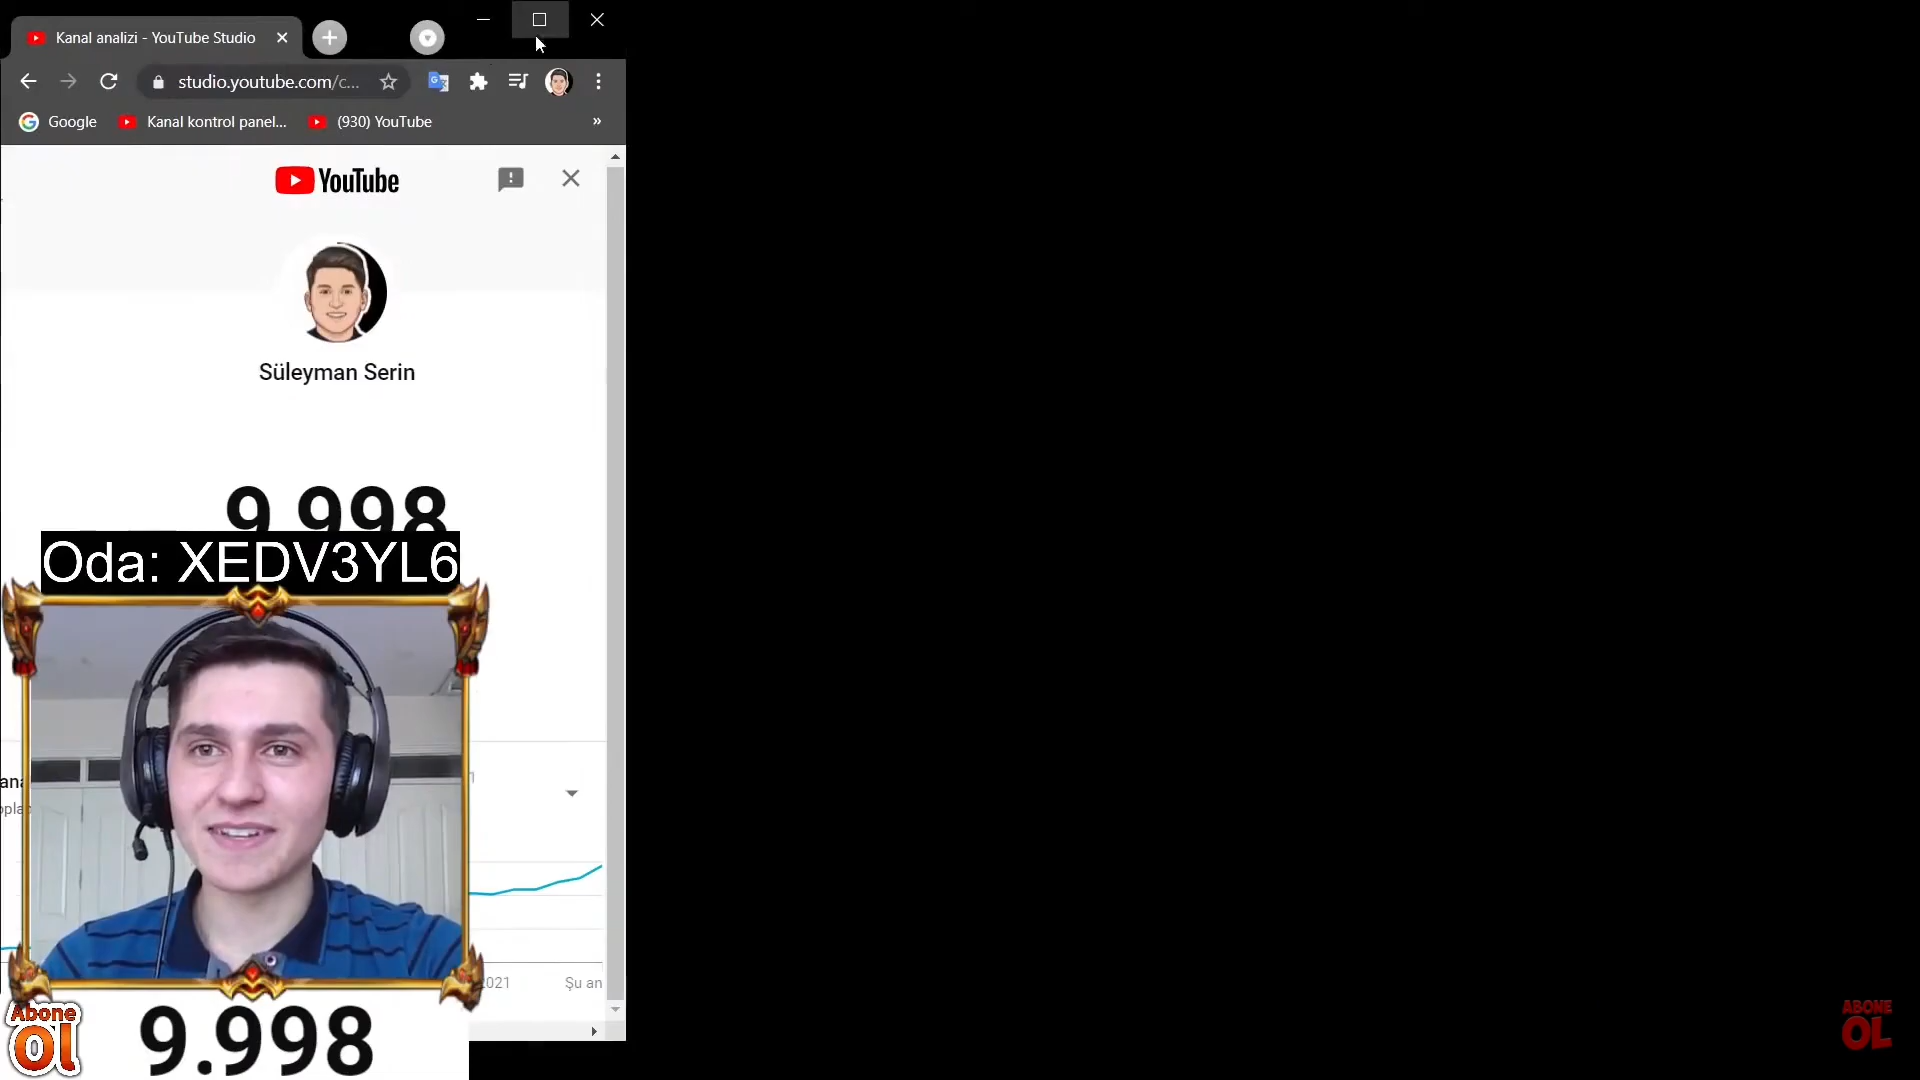 Kanal analizi - YouTube Studio
studio.youtube.com/c...
Google
Kanal kontrol panel...
(930) YouTube
»
YouTube
Süleyman Serin
9.998
Oda: XEDV3YL6
2021
Şu an
Abone
Ol
9.998
ABONE
OL